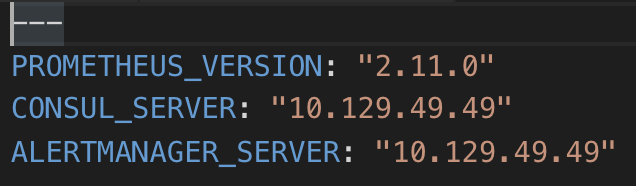 ---
PROMETHEUS_VERSION: "2.11.0"
CONSUL_SERVER: "10.129.49.49"
ALERTMANAGER_SERVER: "10.129.49.49"